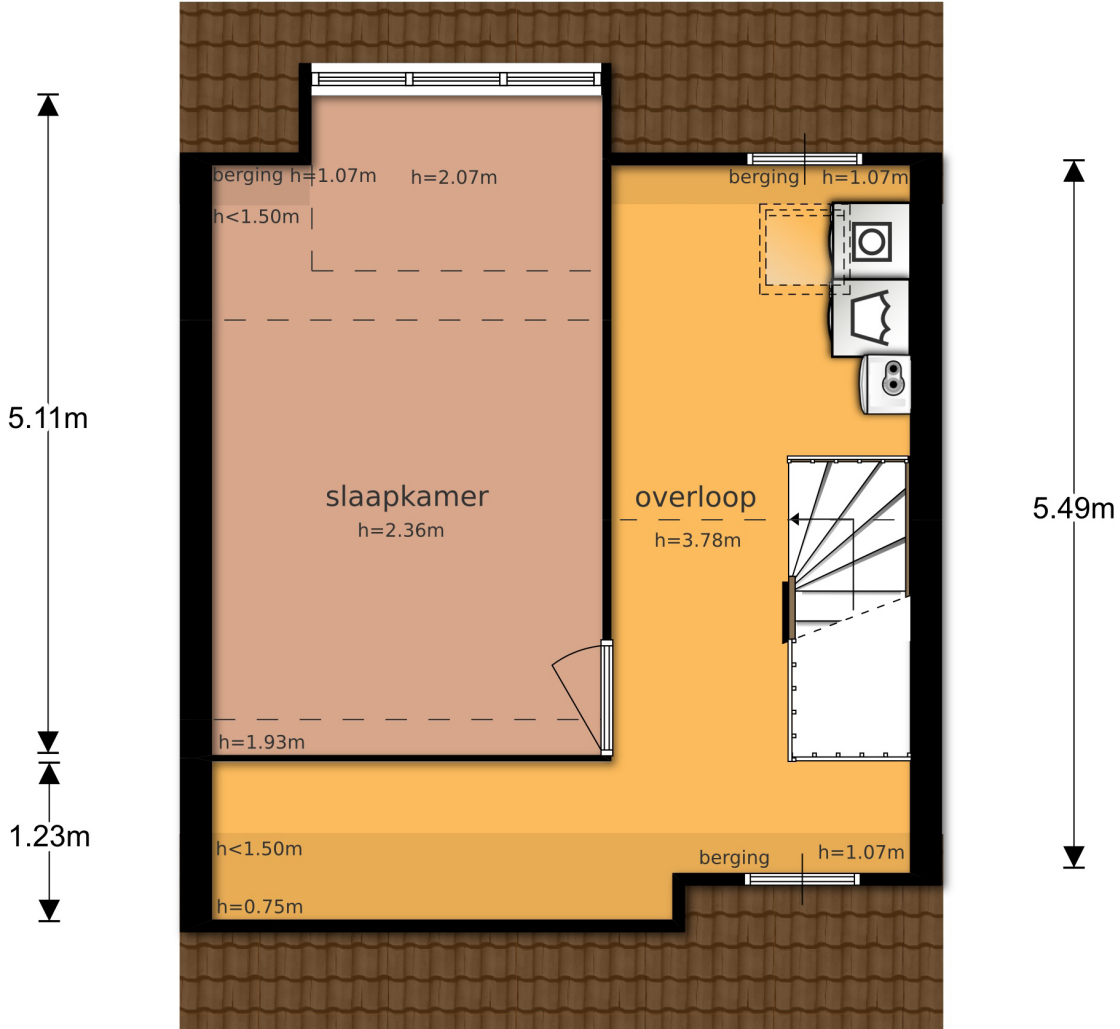 berging h=1.07m
h=2.07m
berging
h=1.07m
h<1.50m
5.11m
slaapkamer
h=2.36m
overloop
h=3.78m
5.49m
h=1.93m
1.23m
h<1.50m
berging
h=1.07m
h=0.75m